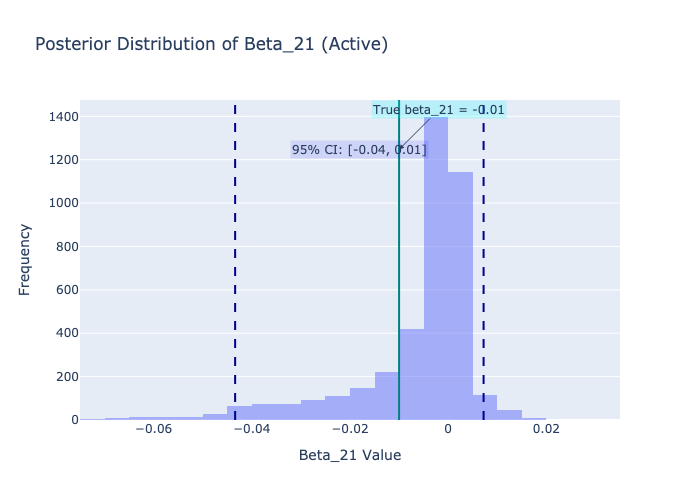 Posterior Distribution of Beta_21 (Active)
True beta_21 = -0.01
95% CI: [-0.04, 0.01]
1400
1200
1000
800
600
400
200
0
Frequency
−0.06
−0.04
−0.02
0
0.02
Beta_21 Value